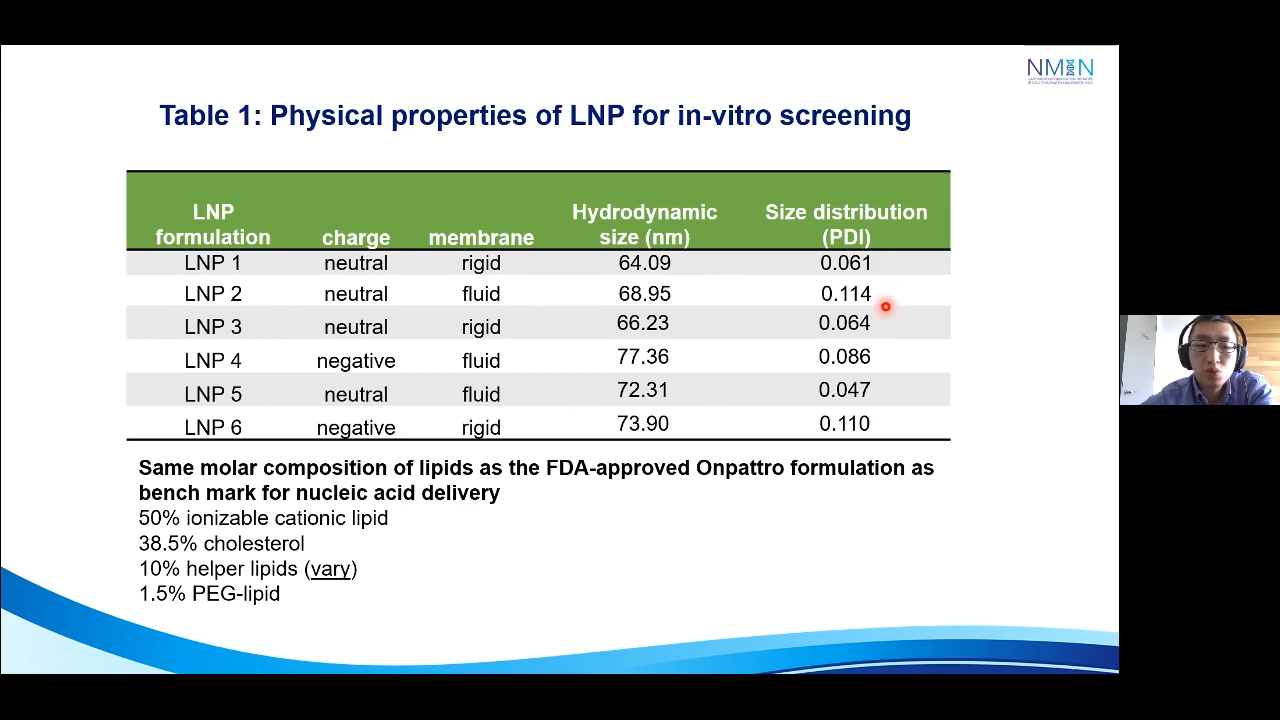 NMIN
Table 1: Physical properties of LNP for in-vitro screening
LNP formulation charge membrane Hydrodynamic size (nm) Size distribution (PDI)
LNP 1 neutral rigid 64.09 0.061
LNP 2 neutral fluid 68.95 0.114
LNP 3 neutral rigid 66.23 0.064
LNP 4 negative fluid 77.36 0.086
LNP 5 neutral fluid 72.31 0.047
LNP 6 negative rigid 73.90 0.110
Same molar composition of lipids as the FDA-approved Onpattro formulation as
bench mark for nucleic acid delivery
50% ionizable cationic lipid
38.5% cholesterol
10% helper lipids (vary)
1.5% PEG-lipid